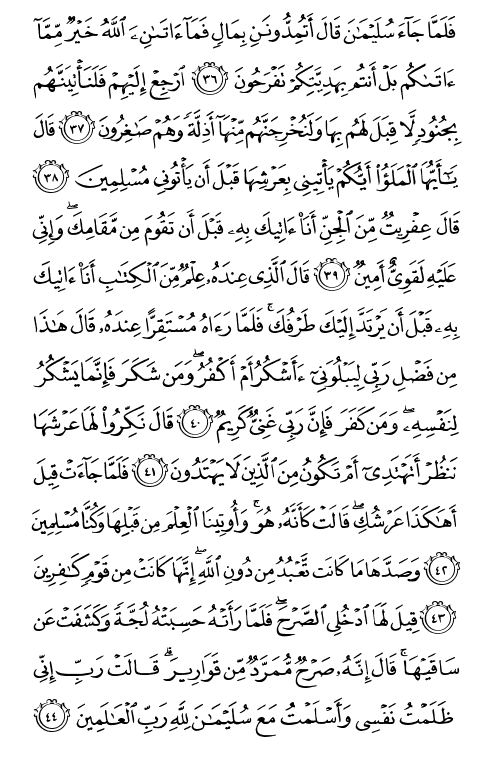 فَلَمَّا جَآءَ سُلَيْمَٰنَ قَالَ أَتُمِدُّونَنِ بِمَالٍ فَمَآ ءَاتَىٰنِۦَ ٱللَّهُ خَيْرٌ مِّمَّآ
ءَاتَىٰكُم بَلْ أَنتُم بِهَدِيَّتِكُمْ تَفْرَحُونَ ٣٦ ٱرْجِعْ إِلَيْهِمْ فَلَنَأْتِيَنَّهُم
بِجُنُودٍ لَّا قِبَلَ لَهُم بِهَا وَلَنُخْرِجَنَّهُم مِّنْهَآ أَذِلَّةً وَهُمْ صَٰغِرُونَ ٣٧ قَالَ
يَٰٓأَيُّهَا ٱلْمَلَؤُا۟ أَيُّكُمْ يَأْتِينِى بِعَرْشِهَا قَبْلَ أَن يَأْتُونِى مُسْلِمِينَ ٣٨
قَالَ عِفْرِيتٌ مِّنَ ٱلْجِنِّ أَنَا۠ ءَاتِيكَ بِهِۦ قَبْلَ أَن تَقُومَ مِن مَّقَامِكَ ۖ وَإِنِّى
عَلَيْهِ لَقَوِىٌّ أَمِينٌ ٣٩ قَالَ ٱلَّذِى عِندَهُۥ عِلْمٌ مِّنَ ٱلْكِتَٰبِ أَنَا۠ ءَاتِيكَ
بِهِۦ قَبْلَ أَن يَرْتَدَّ إِلَيْكَ طَرْفُكَ ۚ فَلَمَّا رَءَاهُ مُسْتَقِرًّا عِندَهُۥ قَالَ هَٰذَا
مِن فَضْلِ رَبِّى لِيَبْلُوَنِىٓ ءَأَشْكُرُ أَمْ أَكْفُرُ ۖ وَمَن شَكَرَ فَإِنَّمَا يَشْكُرُ
لِنَفْسِهِۦ ۖ وَمَن كَفَرَ فَإِنَّ رَبِّى غَنِىٌّ كَرِيمٌ ٤٠ قَالَ نَكِّرُوا۟ لَهَا عَرْشَهَا
نَنظُرْ أَتَهْتَدِىٓ أَمْ تَكُونُ مِنَ ٱلَّذِينَ لَا يَهْتَدُونَ ٤١ فَلَمَّا جَآءَتْ قِيلَ
أَهَٰكَذَا عَرْشُكِ ۖ قَالَتْ كَأَنَّهُۥ هُوَ ۚ وَأُوتِينَا ٱلْعِلْمَ مِن قَبْلِهَا وَكُنَّا مُسْلِمِينَ
٤٢ وَصَدَّهَا مَا كَانَت تَّعْبُدُ مِن دُونِ ٱللَّهِ ۖ إِنَّهَا كَانَتْ مِن قَوْمٍ كَٰفِرِينَ
٤٣ قِيلَ لَهَا ٱدْخُلِى ٱلصَّرْحَ ۖ فَلَمَّا رَأَتْهُ حَسِبَتْهُ لُجَّةً وَكَشَفَتْ عَن
سَاقَيْهَا ۚ قَالَ إِنَّهُۥ صَرْحٌ مُّمَرَّدٌ مِّن قَوَارِيرَ ۗ قَالَتْ رَبِّ إِنِّى
ظَلَمْتُ نَفْسِى وَأَسْلَمْتُ مَعَ سُلَيْمَٰنَ لِلَّهِ رَبِّ ٱلْعَٰلَمِينَ ٤٤